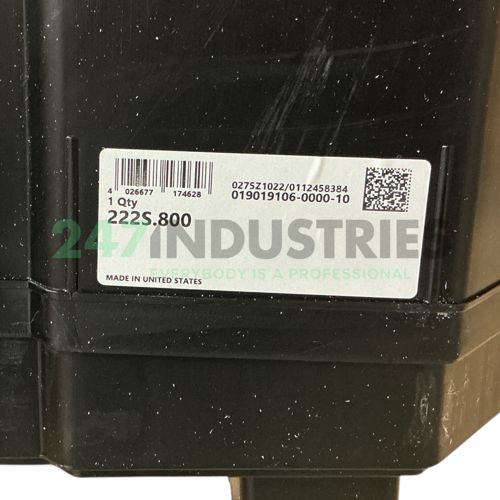 4 026677 174628
1 Qty
222S.800
0275Z1022/0112458384
019019106-0000-10
247INDUSTRIES
EVERYBODY IS A PROFESSIONAL
MADE IN UNITED STATES